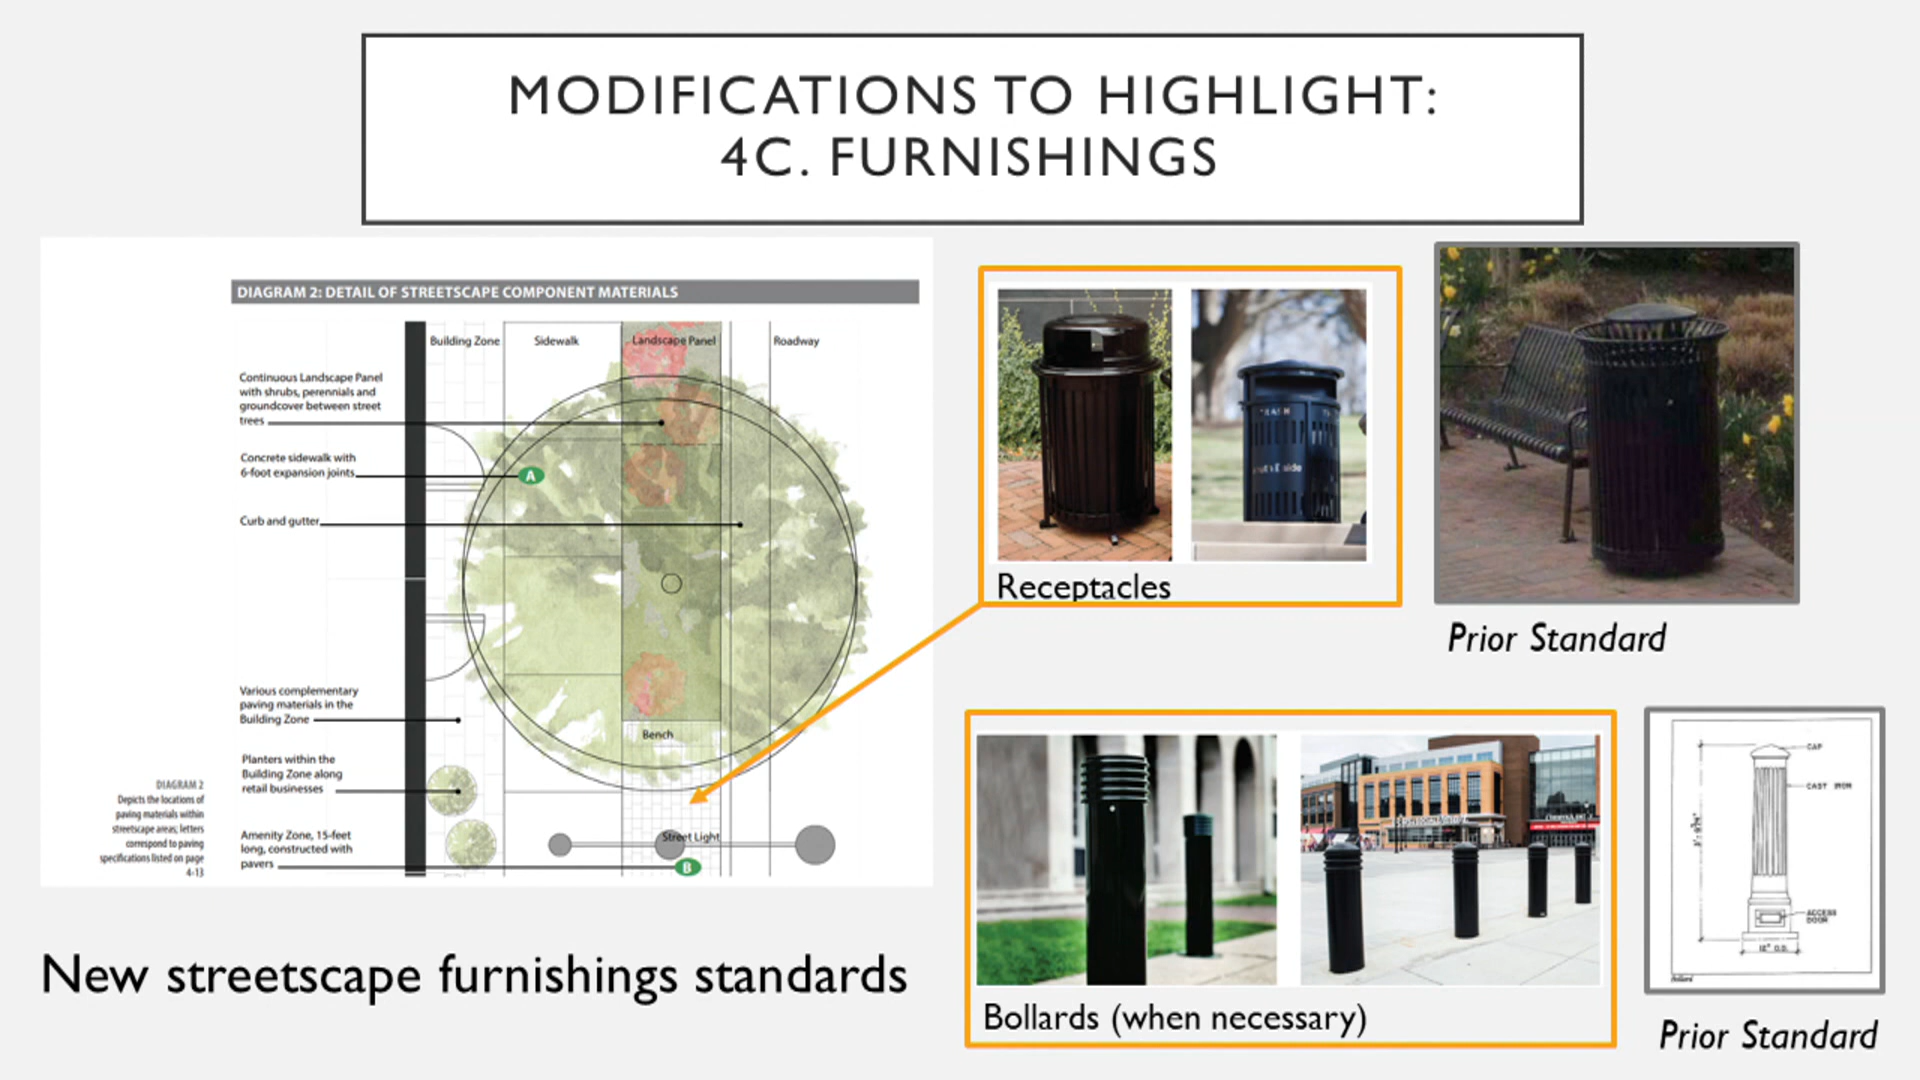 MODIFICATIONS TO HIGHLIGHT:
4C. FURNISHINGS
DIAGRAM 2: DETAIL OF STREETSCAPE COMPONENT MATERIALS
Building Zone
Sidewalk
Landscape Panel
Roadway
Continuous Landscape Panel
with shrubs, perennials and
groundcover between street
trees
Concrete sidewalk with
6-foot expansion joints
A
Curb and gutter
Various complementary
paving materials in the
Building Zone
Bench
Planters within the
Building Zone along
retail businesses
Street Light
Amenity Zone, 15-feet
long, constructed with
pavers
B
DIAGRAM 2
Depicts the locations of
paving materials within
streetscape areas; letters
correspond to paving
specifications listed on page
4-13
New streetscape furnishings standards
Receptacles
Prior Standard
Bollards (when necessary)
CAP
CAST IRON
ACCESS
DOOR
12" O.D.
Bollard
Prior Standard